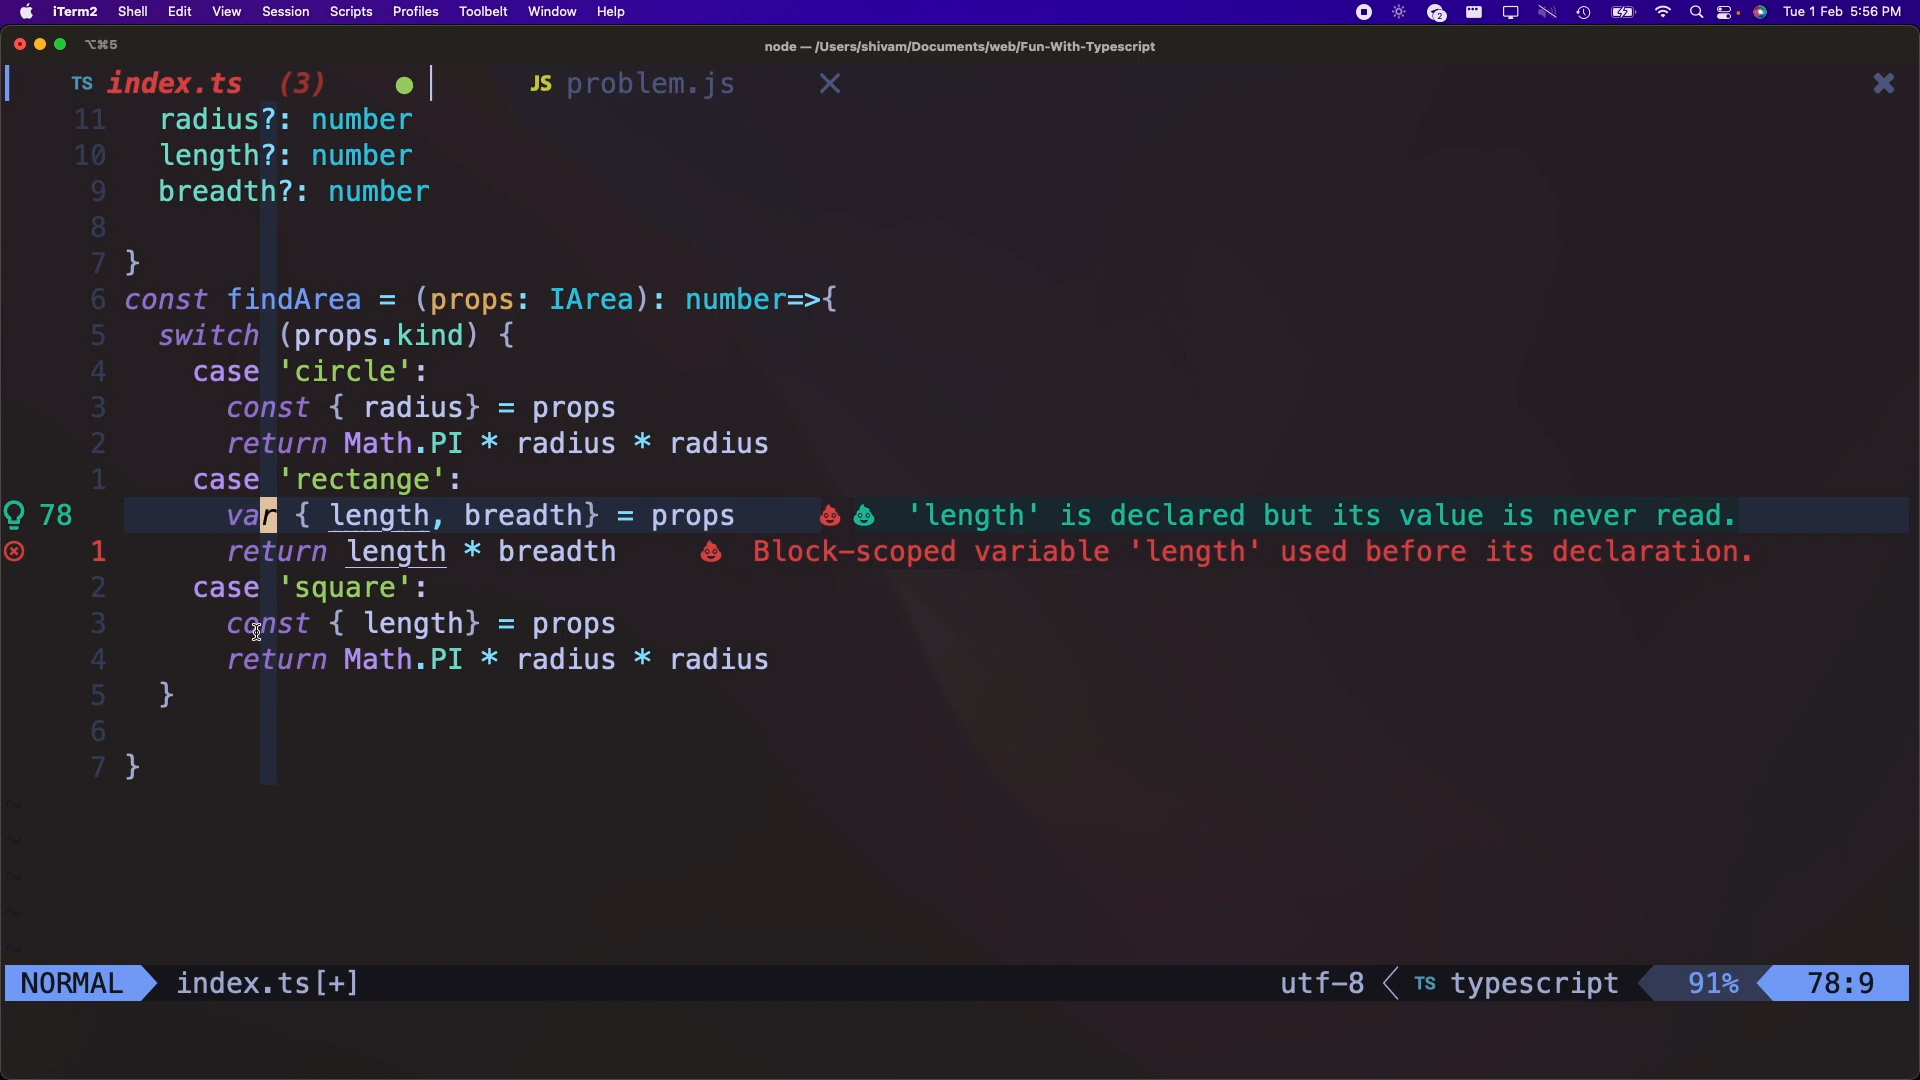 iTerm2 Shell Edit View Session Scripts Profiles Toolbelt Window Help 2 Tue 1 Feb 5:56 PM
⌥⌘5 node — /Users/shivam/Documents/web/Fun-With-Typescript
TS index.ts (3) ● JS problem.js ✕ ✖
11 radius?: number
10 length?: number
9 breadth?: number
8
7 }
6 const findArea = (props: IArea): number=>{
5 switch (props.kind) {
4 case 'circle':
3 const { radius} = props
2 return Math.PI * radius * radius
1 case 'rectange':
78 var { length, breadth} = props 💩💩 'length' is declared but its value is never read.
1 return length * breadth 💩 Block-scoped variable 'length' used before its declaration.
2 case 'square':
3 const { length} = props
4 return Math.PI * radius * radius
5 }
6
7 }
~
~
~
~
~
NORMAL index.ts[+] utf-8 TS typescript 91% 78:9